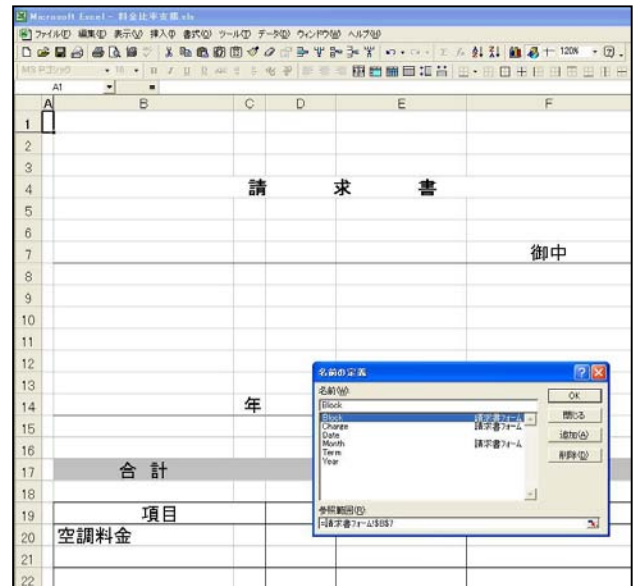 Microsoft Excel - 料金比率支援.xls
ファイル(F) 編集(E) 表示(V) 挿入(I) 書式(O) ツール(T) データ(D) ウィンドウ(W) ヘルプ(H)
120%
A1 =
A B C D E F
1
2
3
4 請 求 書
5
6
7 御中
8
9
10
11
12
13
14 年
15
16
17 合 計
18
19 項目
20 空調料金
21
22
名前の定義
名前(W):
Block
OK
Block 請求書フォーム
閉じる
Charge 請求書フォーム
Date
追加(A)
Month 請求書フォーム
Term
削除(D)
Year
参照範囲(R):
=請求書フォーム!$B$7